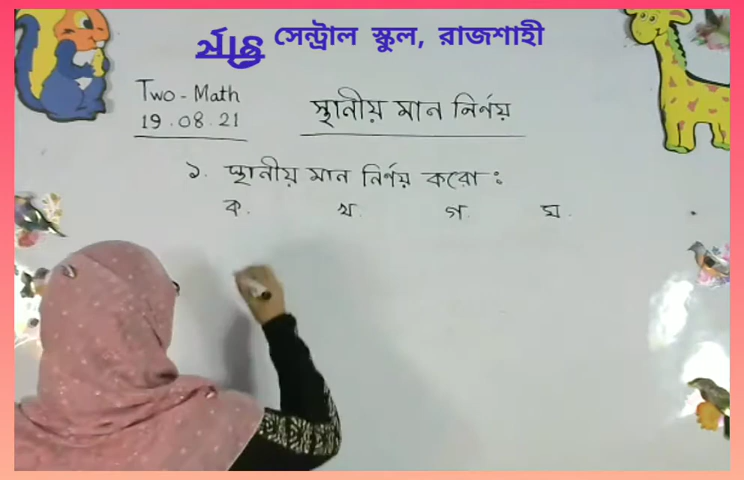 সেন্ট্রাল স্কুল, রাজশাহী
Two - Math
19.08.21
স্থানীয় মান নির্ণয়
১. স্থানীয় মান নির্ণয় করো ঃ
ক. খ. গ. ঘ.